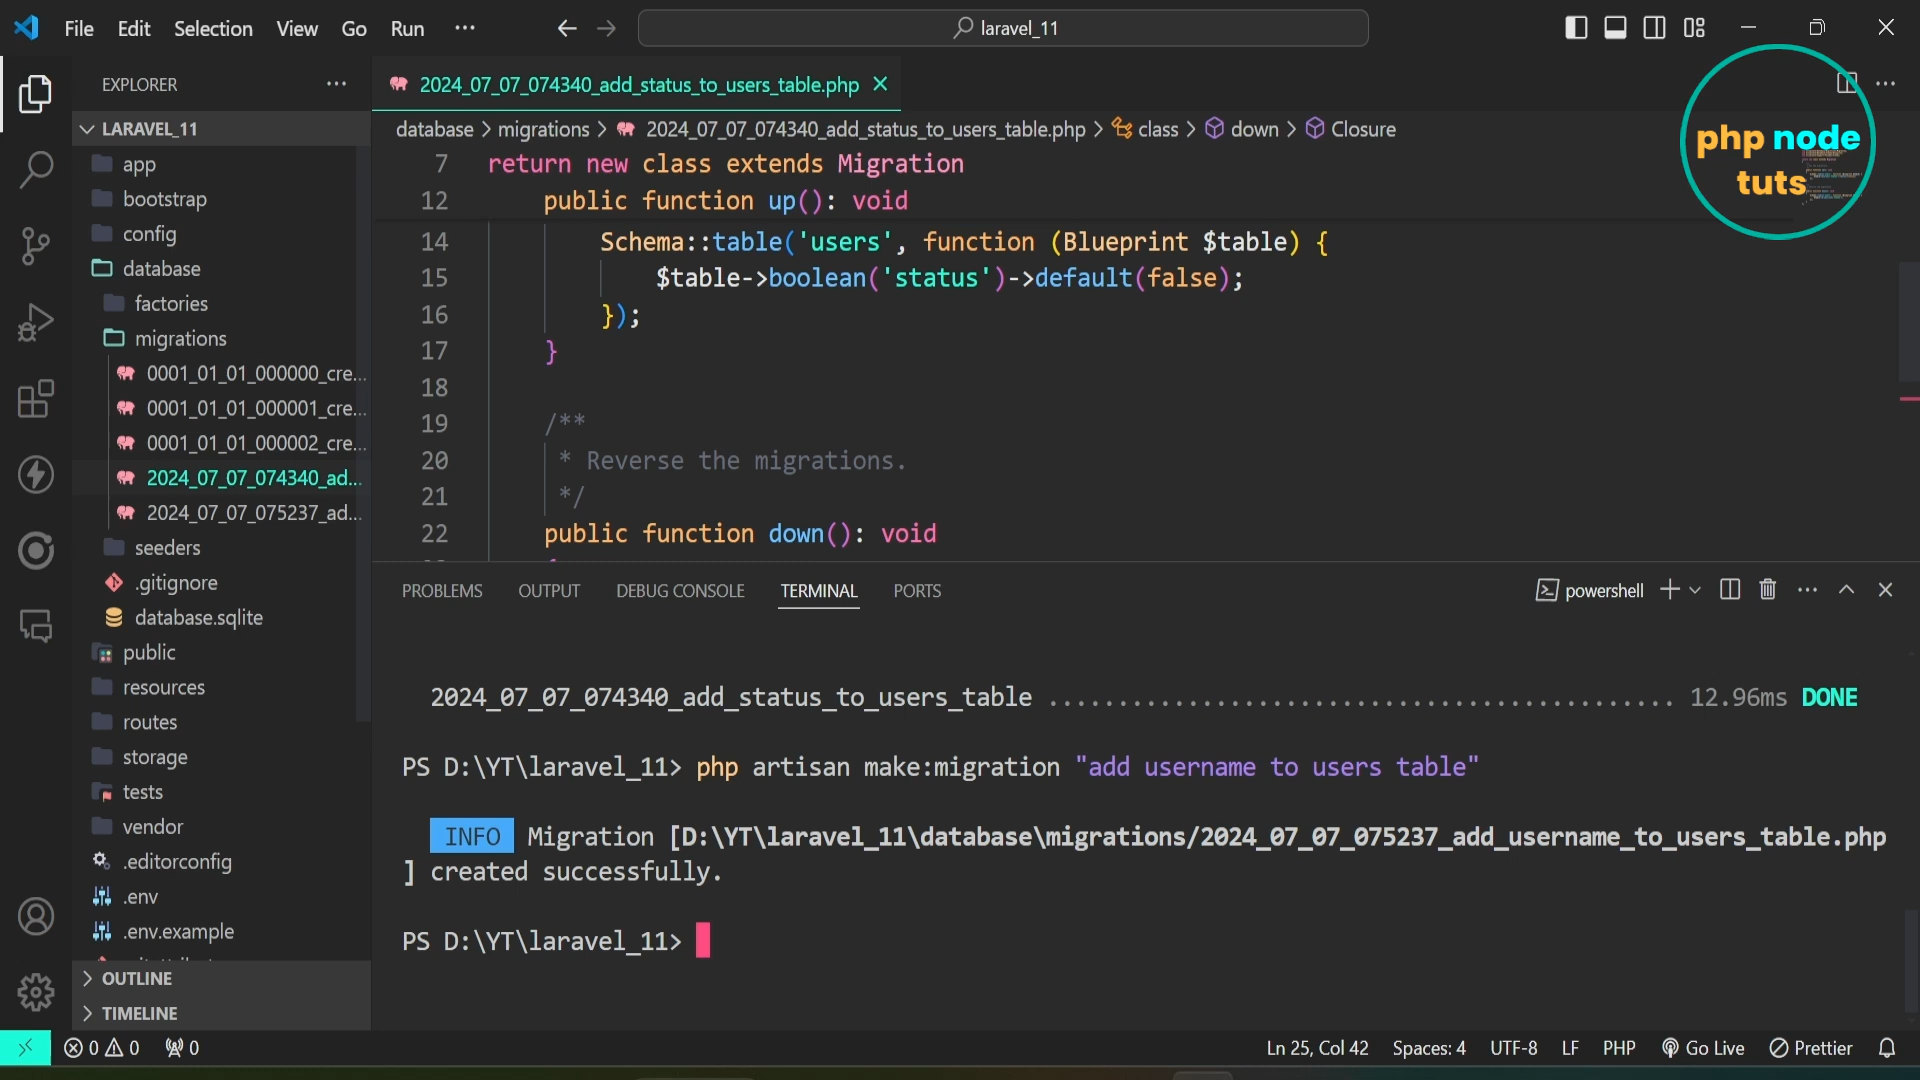 File Edit Selection View Go Run ···
laravel_11
EXPLORER ···
LARAVEL_11
app
bootstrap
config
database
factories
migrations
0001_01_01_000000_cre...
0001_01_01_000001_cre...
0001_01_01_000002_cre...
2024_07_07_074340_ad...
2024_07_07_075237_ad...
seeders
.gitignore
database.sqlite
public
resources
routes
storage
tests
vendor
.editorconfig
.env
.env.example
OUTLINE
TIMELINE
2024_07_07_074340_add_status_to_users_table.php
database > migrations > 2024_07_07_074340_add_status_to_users_table.php > class > down > Closure
php node
tuts
7 return new class extends Migration
12 public function up(): void
14 Schema::table('users', function (Blueprint $table) {
15 $table->boolean('status')->default(false);
16 });
17 }
18
19 /**
20 * Reverse the migrations.
21 */
22 public function down(): void
PROBLEMS OUTPUT DEBUG CONSOLE TERMINAL PORTS
powershell
2024_07_07_074340_add_status_to_users_table ............................................. 12.96ms DONE
PS D:\YT\laravel_11> php artisan make:migration "add username to users table"
INFO Migration [D:\YT\laravel_11\database\migrations/2024_07_07_075237_add_username_to_users_table.php
] created successfully.
PS D:\YT\laravel_11>
0 0 0
Ln 25, Col 42 Spaces: 4 UTF-8 LF PHP Go Live Prettier